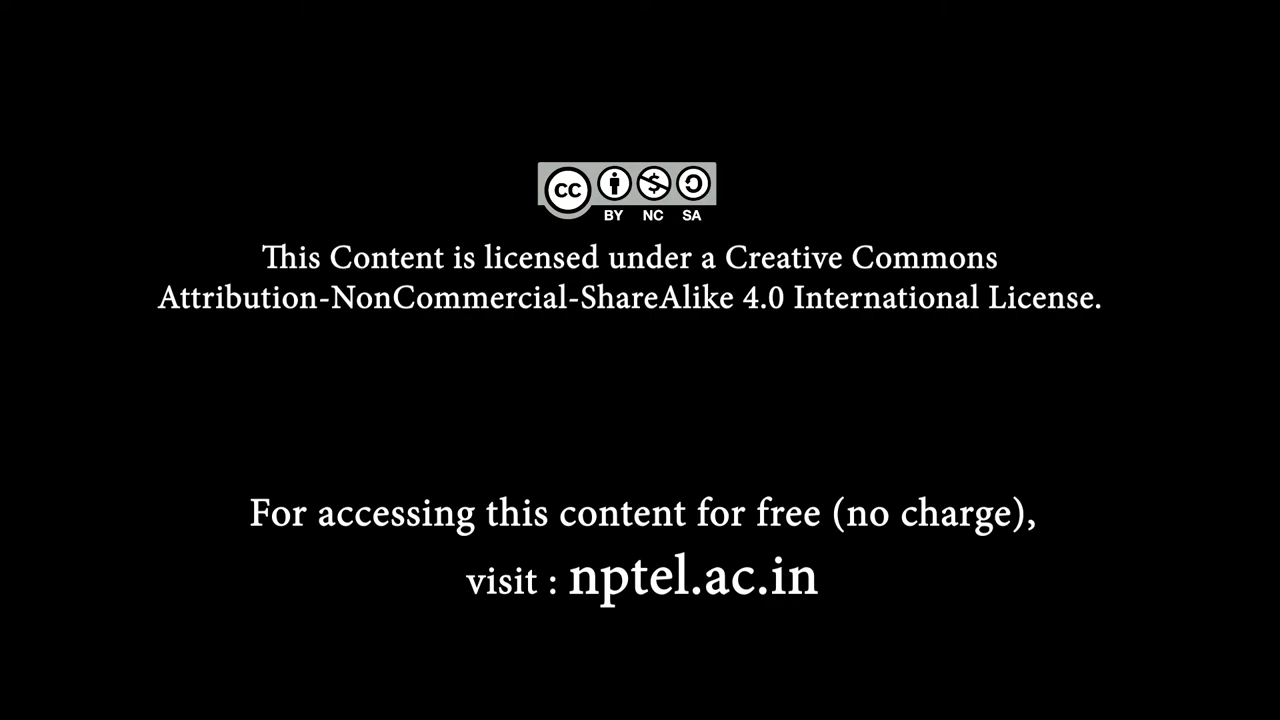 cc
BY NC SA
This Content is licensed under a Creative Commons
Attribution-NonCommercial-ShareAlike 4.0 International License.
For accessing this content for free (no charge),
visit : nptel.ac.in